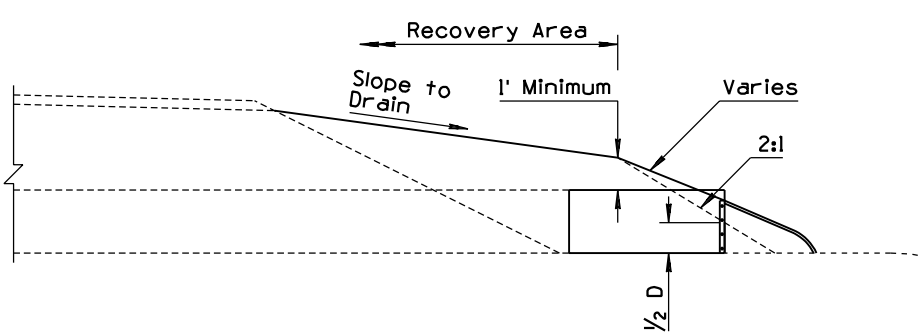 Recovery Area
Slope to
Drain
1' Minimum
Varies
2:1
1/2 D